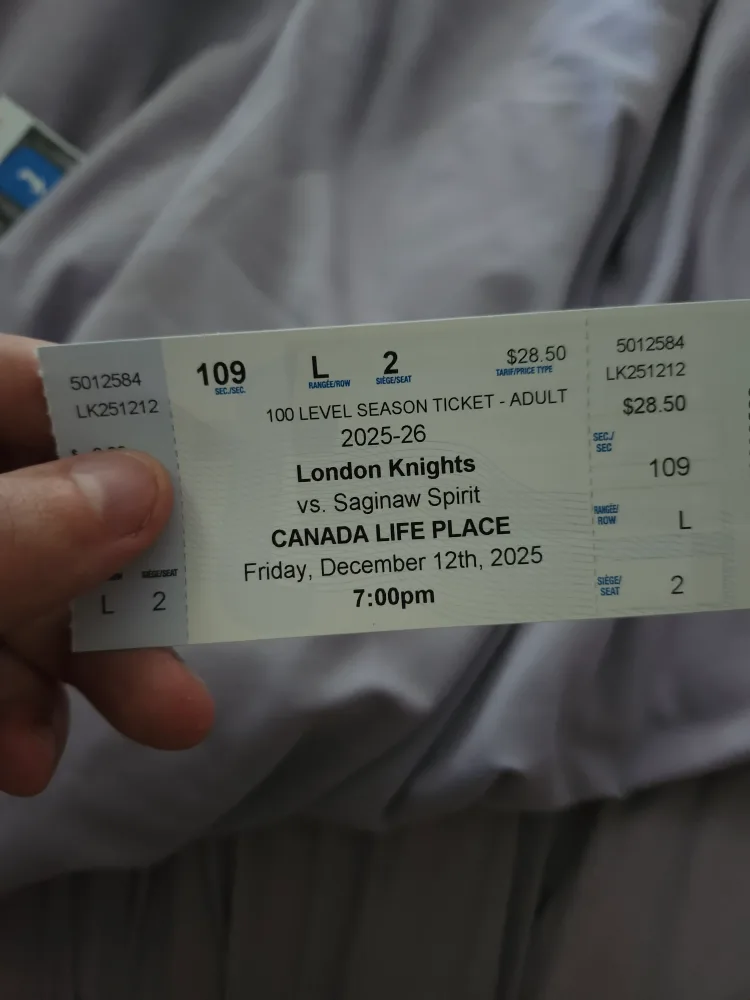 5012584
LK251212
SIÈGE/SEAT
L 2
109 L 2 $28.50
SEC./SEC. RANGÉE/ROW SIÈGE/SEAT TARIF/PRICE TYPE
100 LEVEL SEASON TICKET - ADULT
2025-26
London Knights
vs. Saginaw Spirit
CANADA LIFE PLACE
Friday, December 12th, 2025
7:00pm
5012584
LK251212
$28.50
SEC./
SEC
109
RANGÉE/
ROW
L
SIÈGE/
SEAT
2